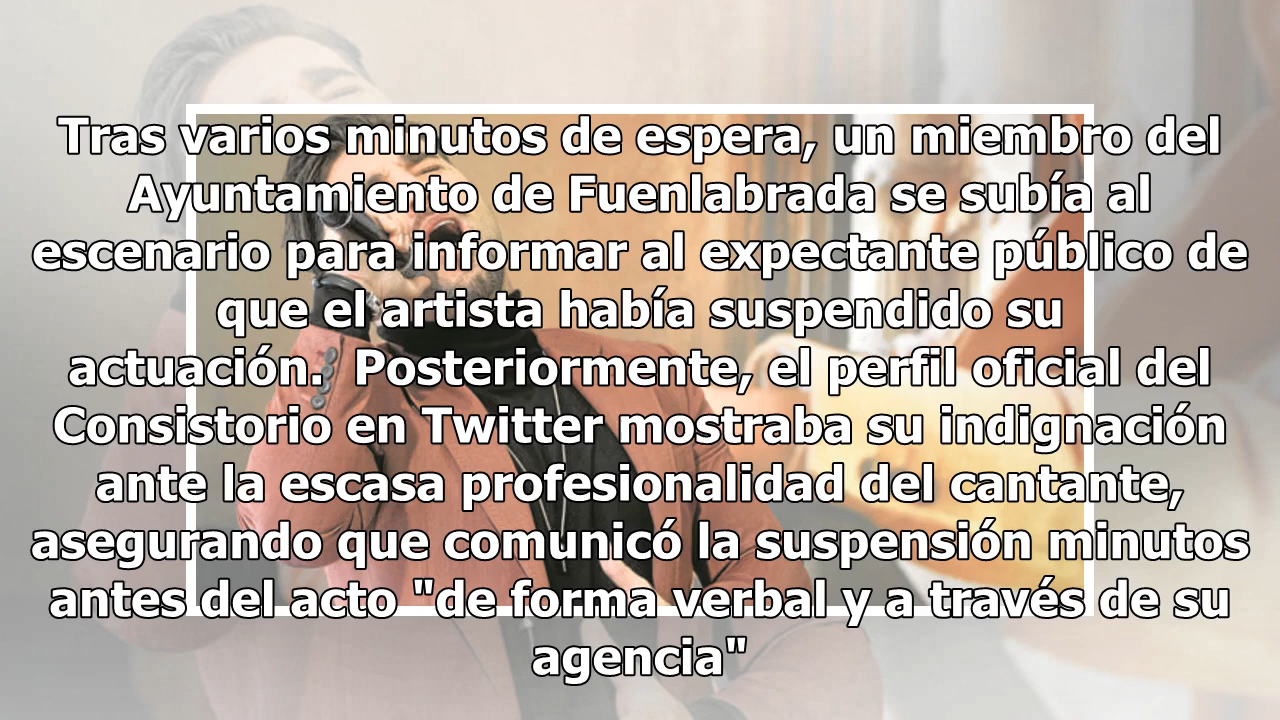 Tras varios minutos de espera, un miembro del
Ayuntamiento de Fuenlabrada se subía al
escenario para informar al expectante público de
que el artista había suspendido su
actuación.  Posteriormente, el perfil oficial del
Consistorio en Twitter mostraba su indignación
ante la escasa profesionalidad del cantante,
asegurando que comunicó la suspensión minutos
antes del acto "de forma verbal y a través de su
agencia"